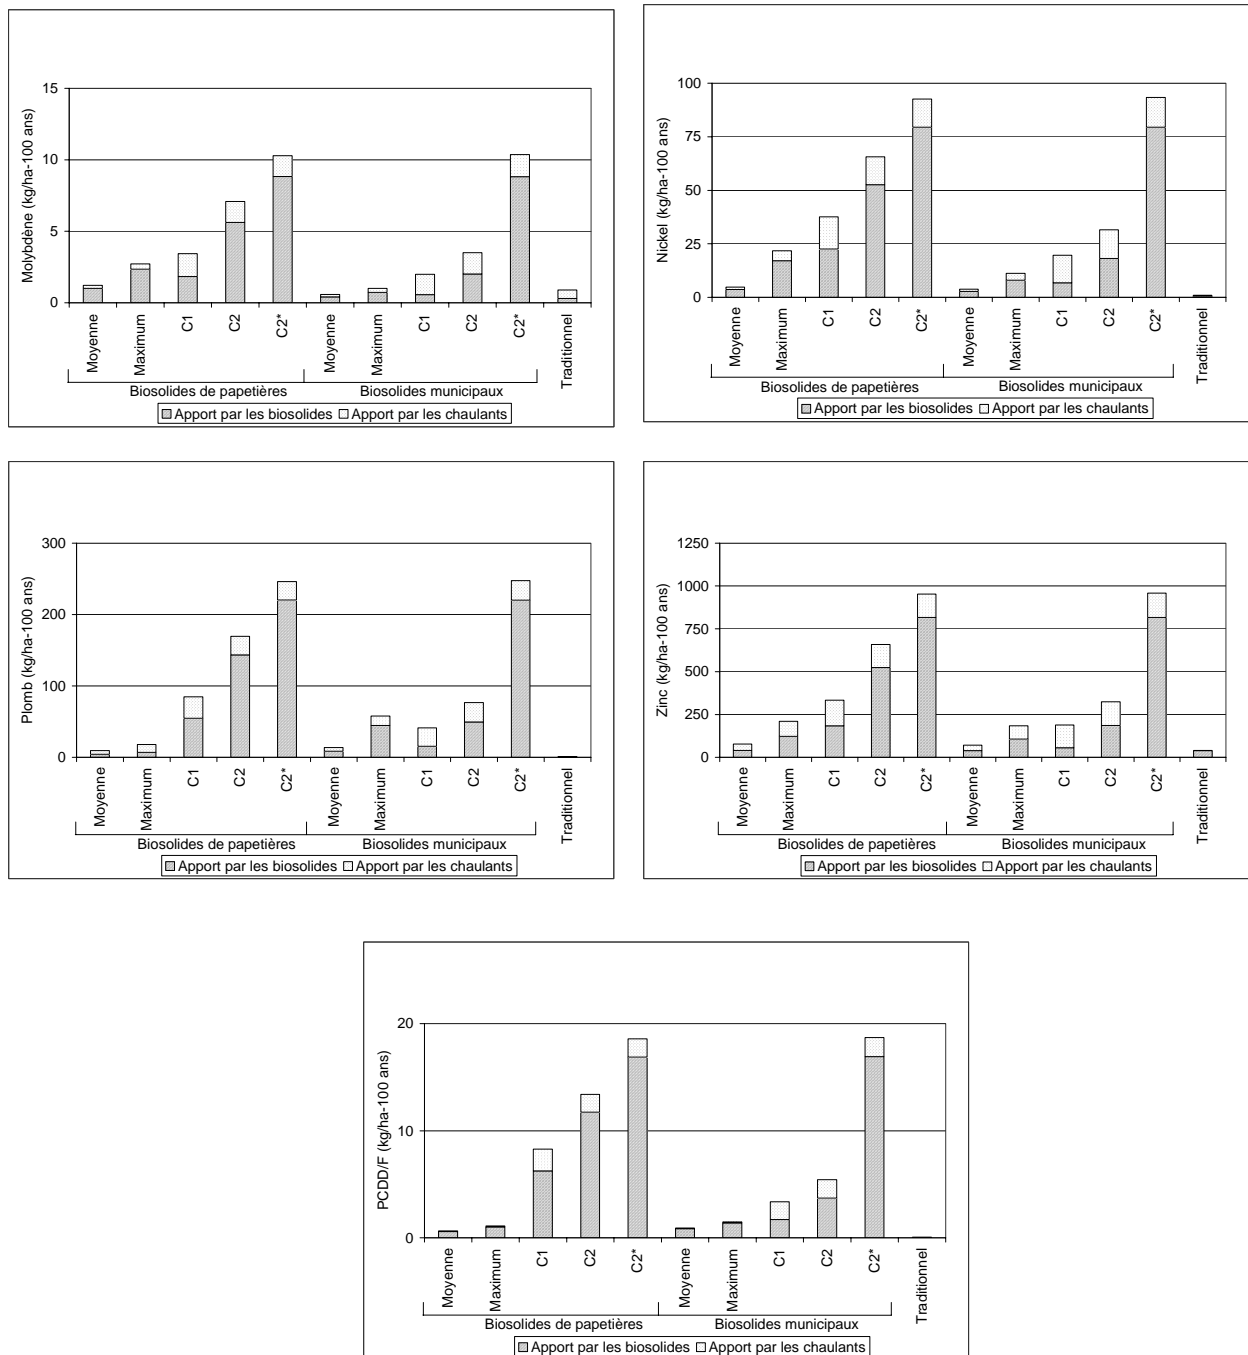 15
10
5
0
Molybdène (kg/ha-100 ans)
Moyenne
Maximum
C1
C2
C2*
Moyenne
Maximum
C1
C2
C2*
Traditionnel
Biosolides de papetières
Biosolides municipaux
Apport par les biosolides
Apport par les chaulants
100
75
50
25
0
Nickel (kg/ha-100 ans)
Moyenne
Maximum
C1
C2
C2*
Moyenne
Maximum
C1
C2
C2*
Traditionnel
Biosolides de papetières
Biosolides municipaux
Apport par les biosolides
Apport par les chaulants
300
200
100
0
Plomb (kg/ha-100 ans)
Moyenne
Maximum
C1
C2
C2*
Moyenne
Maximum
C1
C2
C2*
Traditionnel
Biosolides de papetières
Biosolides municipaux
Apport par les biosolides
Apport par les chaulants
1250
1000
750
500
250
0
Zinc (kg/ha-100 ans)
Moyenne
Maximum
C1
C2
C2*
Moyenne
Maximum
C1
C2
C2*
Traditionnel
Biosolides de papetières
Biosolides municipaux
Apport par les biosolides
Apport par les chaulants
20
10
0
PCDD/F (kg/ha-100 ans)
Moyenne
Maximum
C1
C2
C2*
Moyenne
Maximum
C1
C2
C2*
Traditionnel
Biosolides de papetières
Biosolides municipaux
Apport par les biosolides
Apport par les chaulants